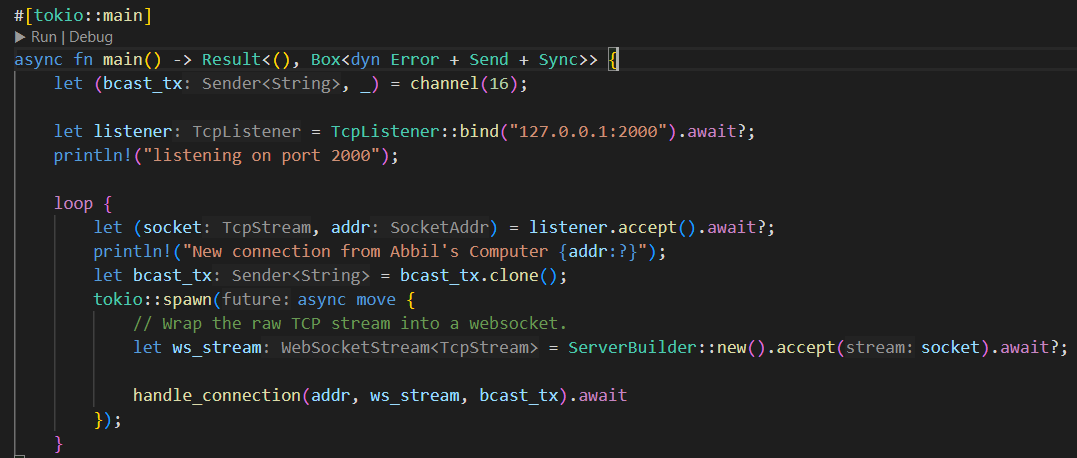 #[tokio::main]
▶ Run | Debug
async fn main() -> Result<(), Box<dyn Error + Send + Sync>> {
    let (bcast_tx: Sender<String>, _) = channel(16);

    let listener: TcpListener = TcpListener::bind("127.0.0.1:2000").await?;
    println!("listening on port 2000");

    loop {
        let (socket: TcpStream, addr: SocketAddr) = listener.accept().await?;
        println!("New connection from Abbil's Computer {addr:?}");
        let bcast_tx: Sender<String> = bcast_tx.clone();
        tokio::spawn(future: async move {
            // Wrap the raw TCP stream into a websocket.
            let ws_stream: WebSocketStream<TcpStream> = ServerBuilder::new().accept(stream: socket).await?;

            handle_connection(addr, ws_stream, bcast_tx).await
        });
    }